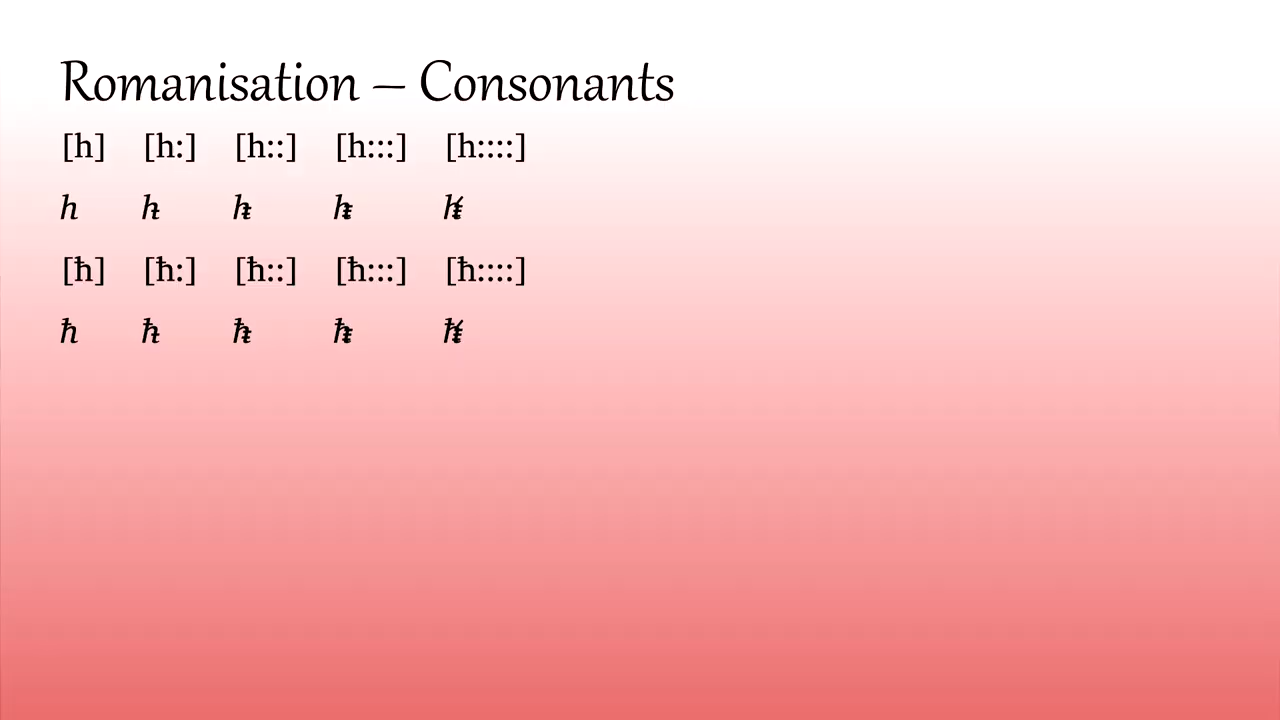 Romanisation – Consonants
[h] [h:] [h::] [h:::] [h::::]
h
[ħ] [ħ:] [ħ::] [ħ:::] [ħ::::]
ħ